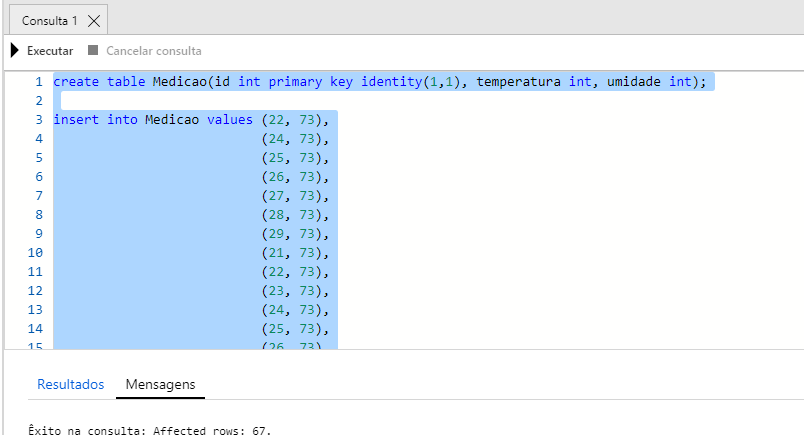 Consulta 1
Executar Cancelar consulta
1 create table Medicao(id int primary key identity(1,1), temperatura int, umidade int);
2
3 insert into Medicao values (22, 73),
4 (24, 73),
5 (25, 73),
6 (26, 73),
7 (27, 73),
8 (28, 73),
9 (29, 73),
10 (21, 73),
11 (22, 73),
12 (23, 73),
13 (24, 73),
14 (25, 73),
15 (26, 73)
Resultados Mensagens
Êxito na consulta: Affected rows: 67.